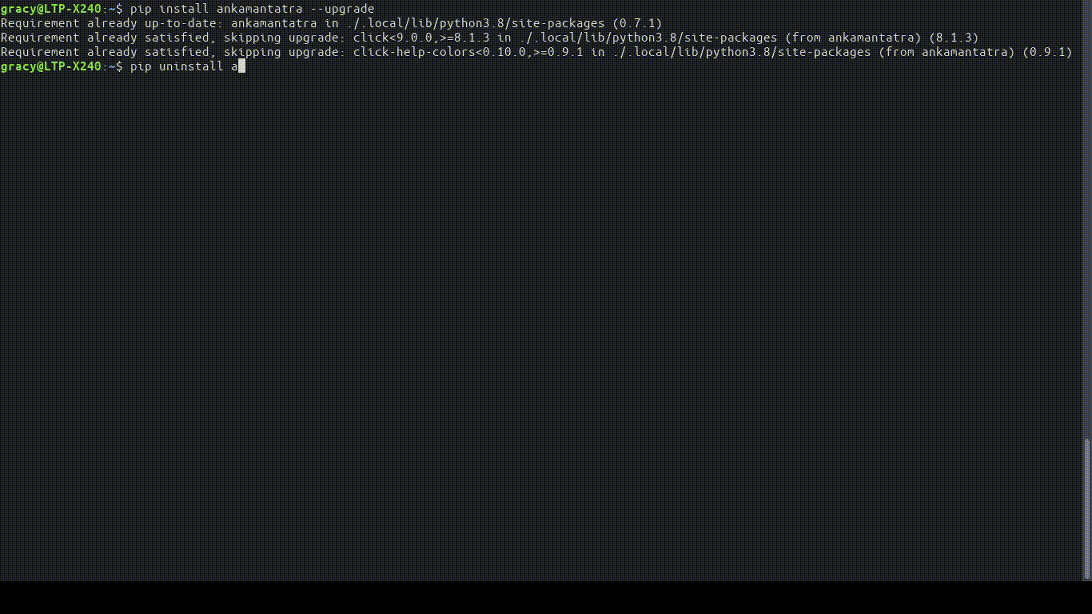 gracy@LTP-X240:~$ pip install ankamantatra --upgrade
Requirement already up-to-date: ankamantatra in ./.local/lib/python3.8/site-packages (0.7.1)
Requirement already satisfied, skipping upgrade: click<9.0.0,>=8.1.3 in ./.local/lib/python3.8/site-packages (from ankamantatra) (8.1.3)
Requirement already satisfied, skipping upgrade: click-help-colors<0.10.0,>=0.9.1 in ./.local/lib/python3.8/site-packages (from ankamantatra) (0.9.1)
gracy@LTP-X240:~$ pip uninstall a